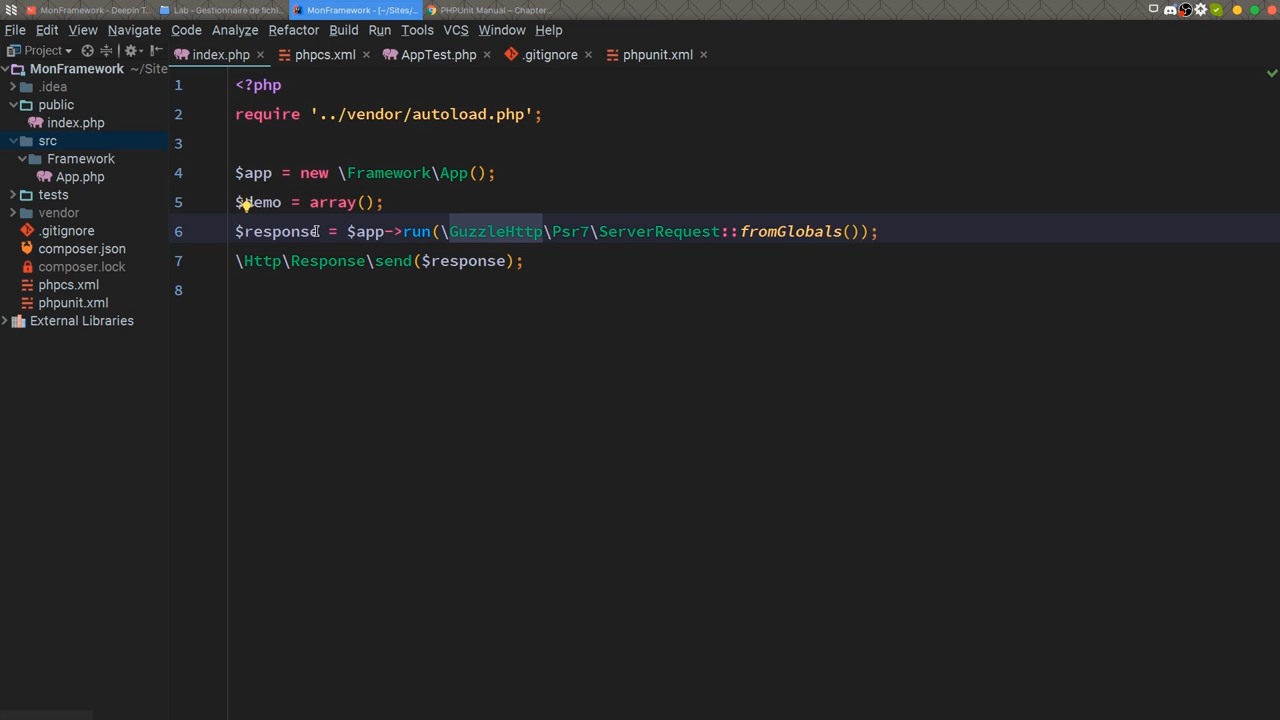 MonFramework - Deepin T...
Lab - Gestionnaire de fichi...
MonFramework - [~/Sites/...
PHPUnit Manual – Chapter...
File Edit View Navigate Code Analyze Refactor Build Run Tools VCS Window Help
Project
index.php
phpcs.xml
AppTest.php
.gitignore
phpunit.xml
MonFramework ~/Site
.idea
public
index.php
src
Framework
App.php
tests
vendor
.gitignore
composer.json
composer.lock
phpcs.xml
phpunit.xml
External Libraries
1 <?php
2 require '../vendor/autoload.php';
3
4 $app = new \Framework\App();
5 $demo = array();
6 $response = $app->run(\GuzzleHttp\Psr7\ServerRequest::fromGlobals());
7 \Http\Response\send($response);
8